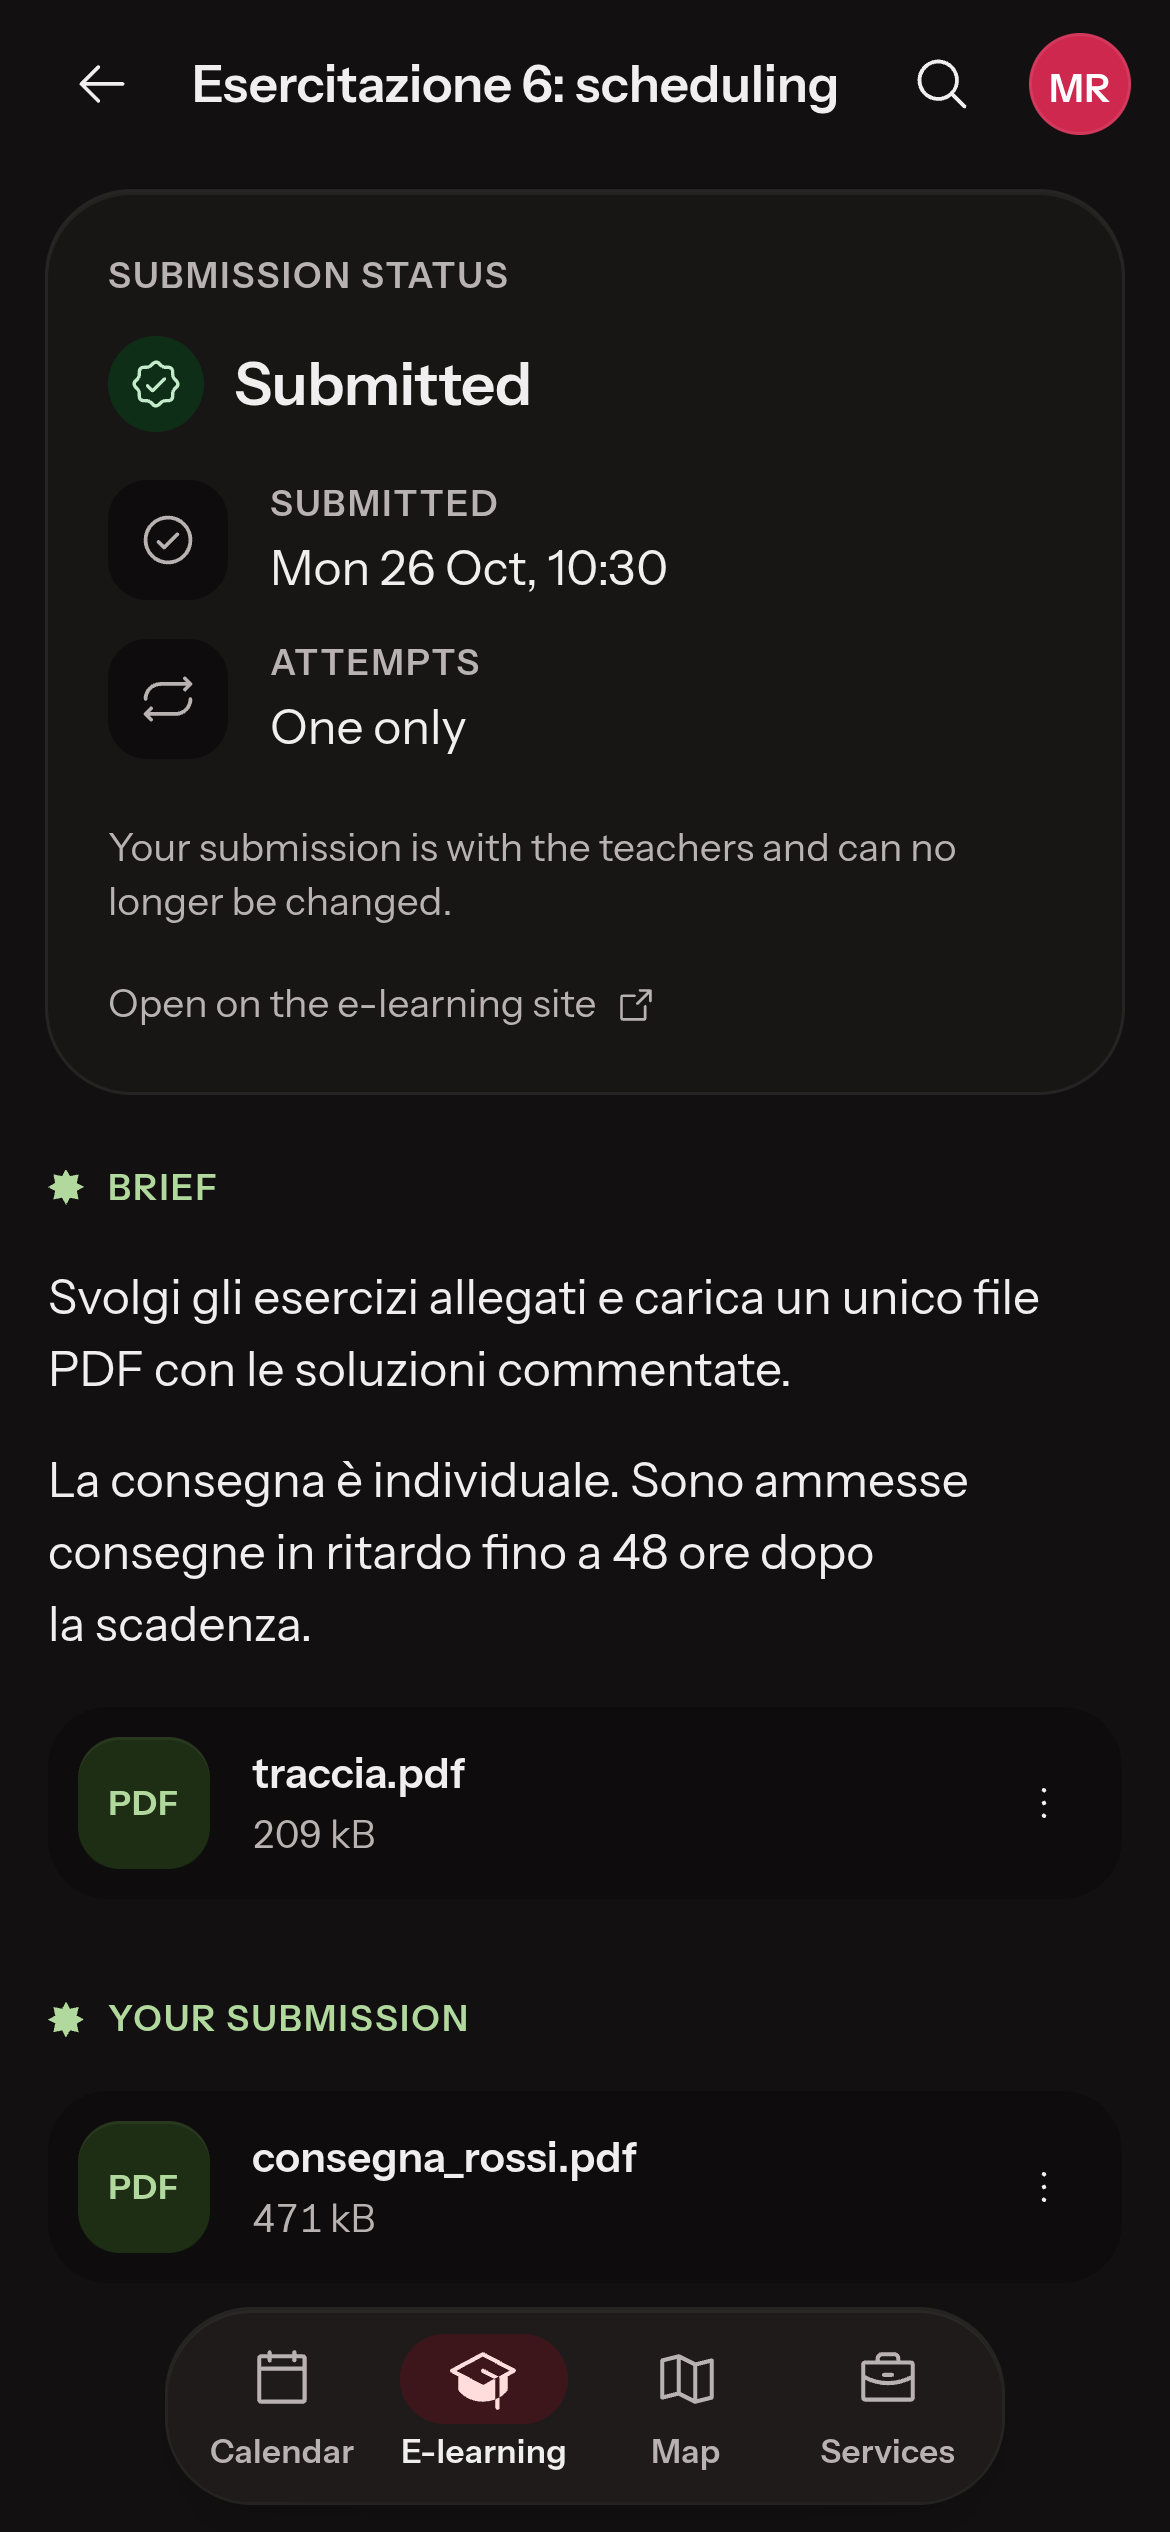 Esercitazione 6: scheduling
MR
SUBMISSION STATUS
Submitted
SUBMITTED
Mon 26 Oct, 10:30
ATTEMPTS
One only
Your submission is with the teachers and can no
longer be changed.
Open on the e-learning site
BRIEF
Svolgi gli esercizi allegati e carica un unico file
PDF con le soluzioni commentate.
La consegna è individuale. Sono ammesse
consegne in ritardo fino a 48 ore dopo
la scadenza.
PDF
traccia.pdf
209 kB
YOUR SUBMISSION
PDF
consegna_rossi.pdf
471 kB
Calendar
E-learning
Map
Services